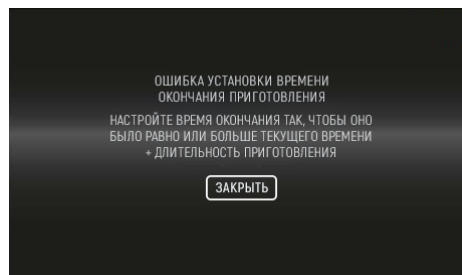 ОШИБКА УСТАНОВКИ ВРЕМЕНИ
ОКОНЧАНИЯ ПРИГОТОВЛЕНИЯ
НАСТРОЙТЕ ВРЕМЯ ОКОНЧАНИЯ ТАК, ЧТОБЫ ОНО
БЫЛО РАВНО ИЛИ БОЛЬШЕ ТЕКУЩЕГО ВРЕМЕНИ
+ ДЛИТЕЛЬНОСТЬ ПРИГОТОВЛЕНИЯ
ЗАКРЫТЬ